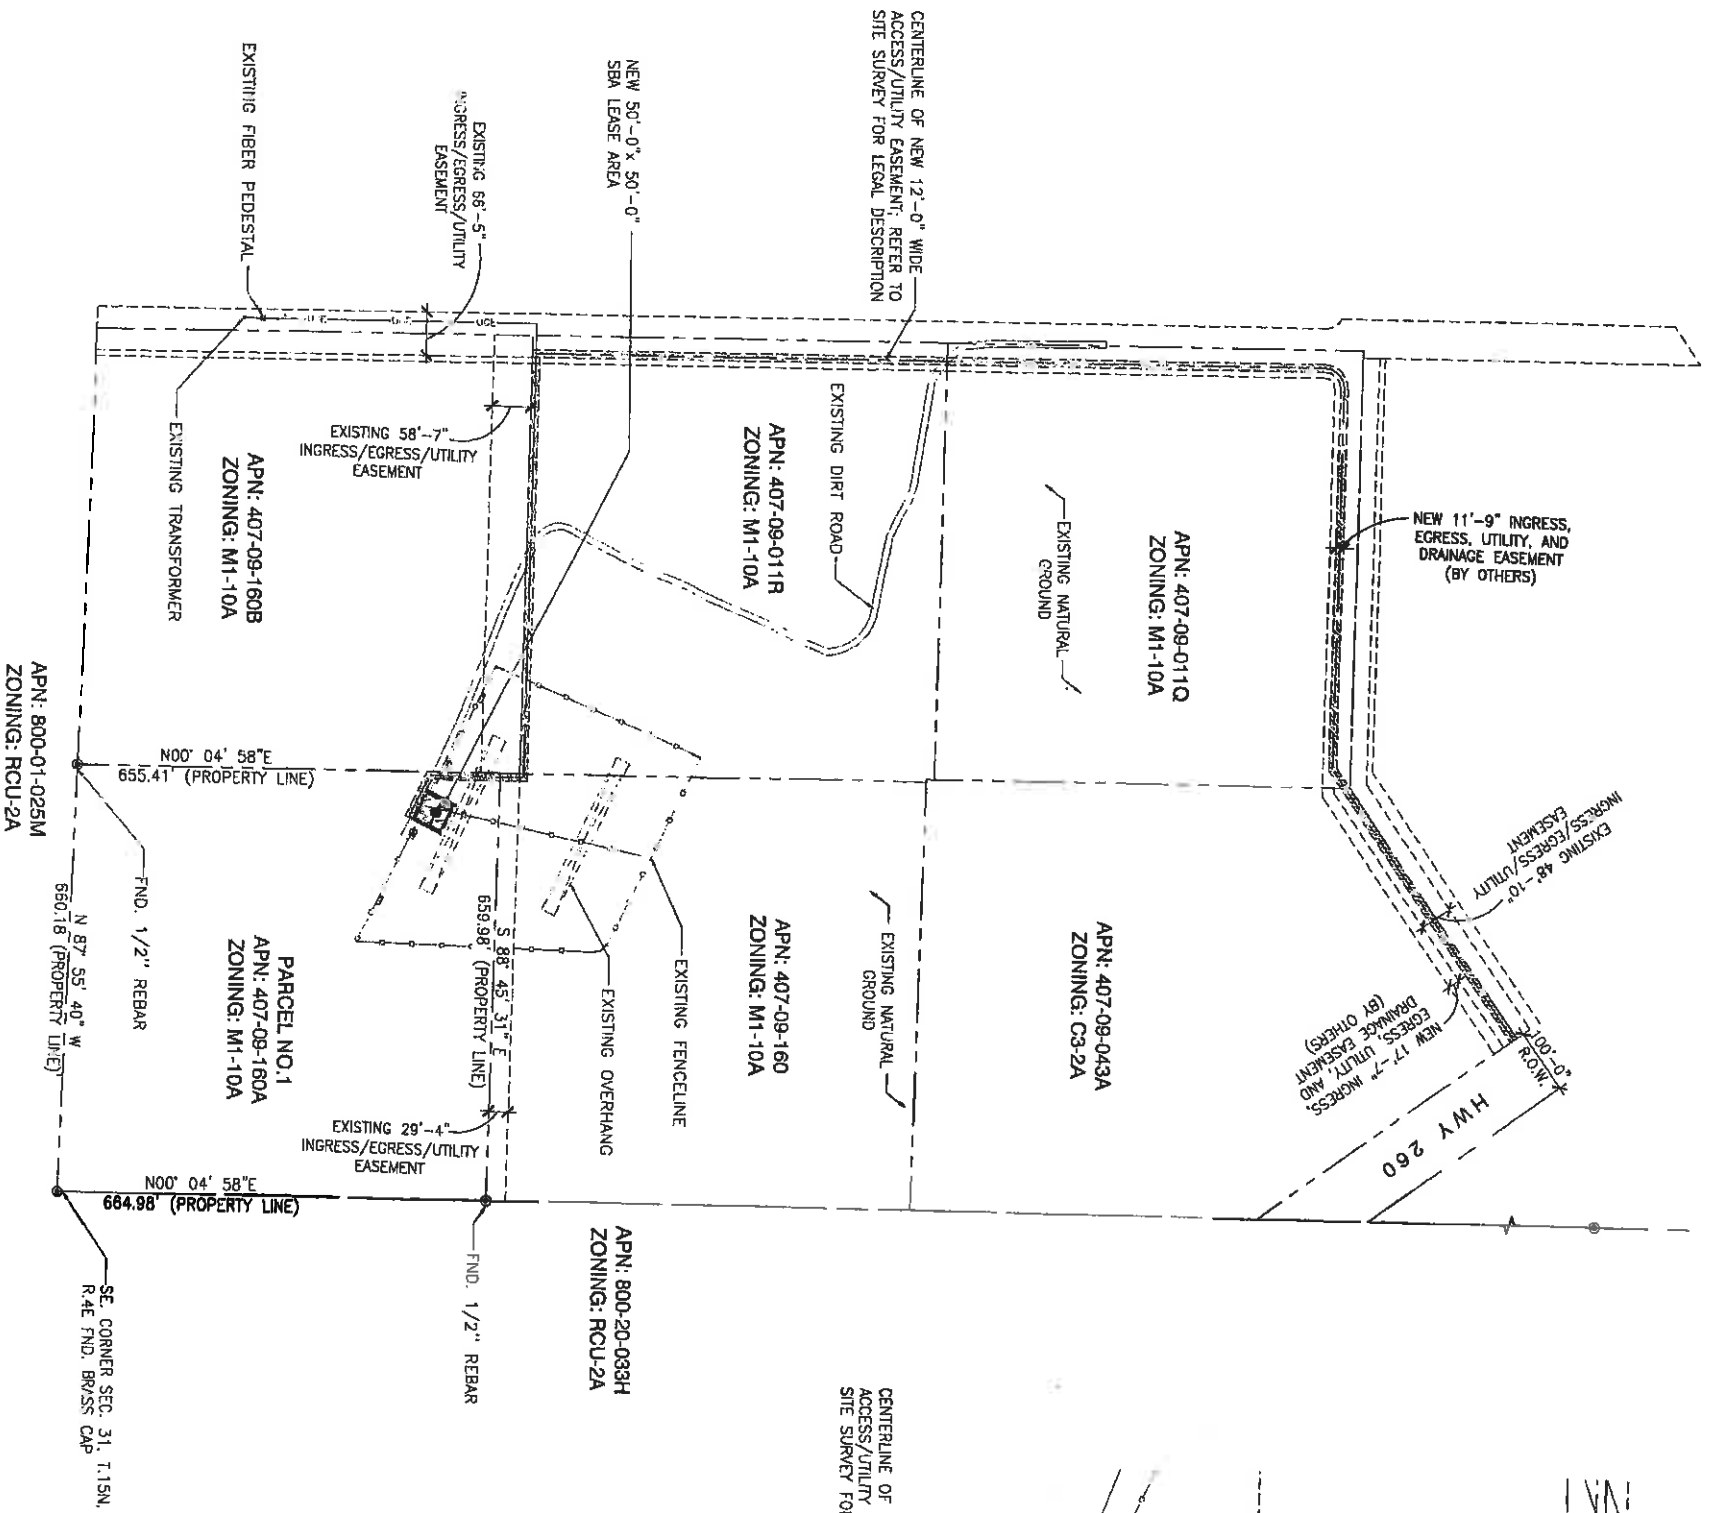 CENTERLINE OF NEW 12'-0" WIDE
ACCESS/UTILITY EASEMENT; REFER TO
SITE SURVEY FOR LEGAL DESCRIPTION
NEW 50'-0"x 50'-0"
SBA LEASE AREA
EXISTING 66'-5"
INGRESS/EGRESS/UTILITY
EASEMENT
EXISTING FIBER PEDESTAL
UGE
UGE
UGE
EXISTING TRANSFORMER
EXISTING 58'-7"
INGRESS/EGRESS/UTILITY
EASEMENT
APN: 407-09-160B
ZONING: M1-10A
APN: 407-09-011R
ZONING: M1-10A
EXISTING DIRT ROAD
EXISTING NATURAL
GROUND
APN: 407-09-011Q
ZONING: M1-10A
NEW 11'-9" INGRESS,
EGRESS, UTILITY, AND
DRAINAGE EASEMENT
(BY OTHERS)
EXISTING 48'-10"
INGRESS/EGRESS/UTILITY
EASEMENT
NEW 17'-7" INGRESS,
EGRESS, UTILITY, AND
DRAINAGE EASEMENT
(BY OTHERS)
100'-0"
R.O.W.
HWY 260
APN: 407-09-043A
ZONING: C3-2A
EXISTING NATURAL
GROUND
APN: 407-09-160
ZONING: M1-10A
EXISTING FENCELINE
EXISTING OVERHANG
S 88° 45' 31" E
659.98' (PROPERTY LINE)
N00° 04' 58"E
655.41' (PROPERTY LINE)
APN: 800-01-025M
ZONING: RCU-2A
FND. 1/2" REBAR
N 87° 55' 40" W
660.18 (PROPERTY LINE)
PARCEL NO.1
APN: 407-09-160A
ZONING: M1-10A
EXISTING 29'-4"
INGRESS/EGRESS/UTILITY
EASEMENT
N00° 04' 58"E
664.98' (PROPERTY LINE)
FND. 1/2" REBAR
APN: 800-20-033H
ZONING: RCU-2A
SE. CORNER SEC. 31, T.15N,
R.4E FND. BRASS CAP
CENTERLINE OF
ACCESS/UTILITY
SITE SURVEY FO